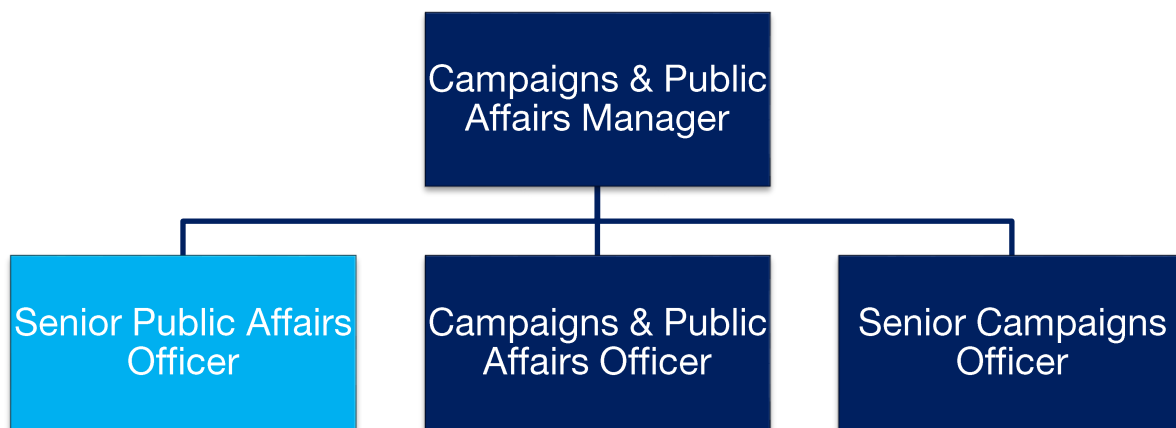 Campaigns & Public
Affairs Manager
Senior Public Affairs
Officer
Campaigns & Public
Affairs Officer
Senior Campaigns
Officer